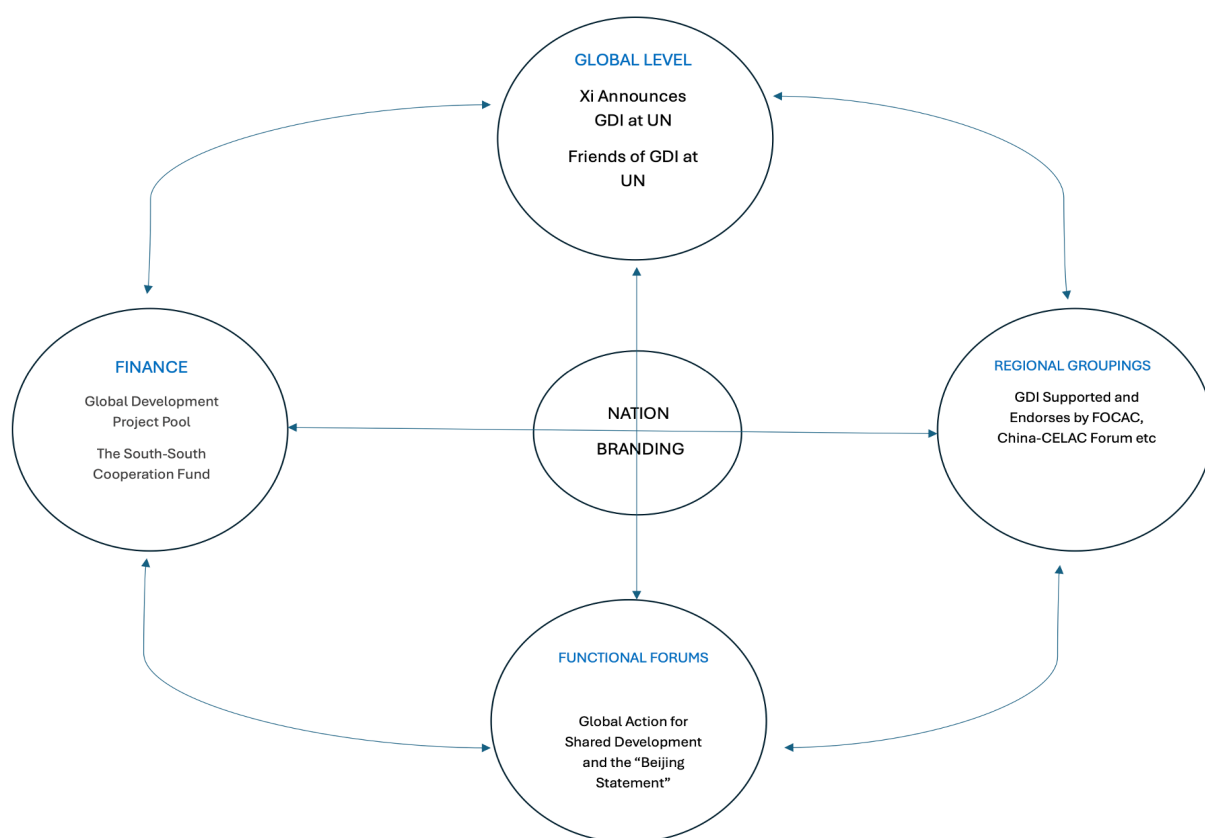 GLOBAL LEVEL
Xi Announces
GDI at UN
Friends of GDI at
UN
FINANCE
Global Development
Project Pool
The South-South
Cooperation Fund
NATION
BRANDING
REGIONAL GROUPINGS
GDI Supported and
Endorses by FOCAC,
China-CELAC Forum etc
FUNCTIONAL FORUMS
Global Action for
Shared Development
and the “Beijing
Statement”